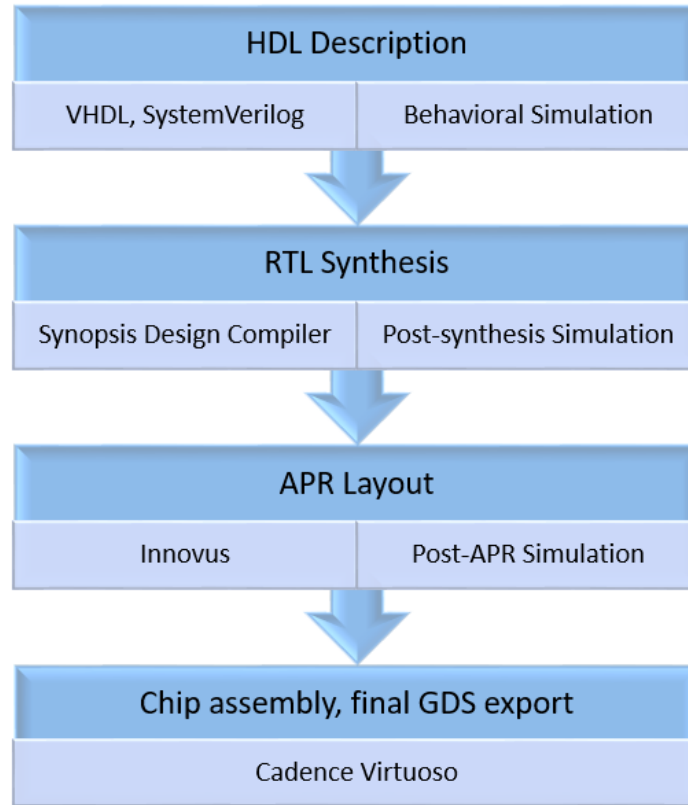 HDL Description
VHDL, SystemVerilog
Behavioral Simulation
RTL Synthesis
Synopsis Design Compiler
Post-synthesis Simulation
APR Layout
Innovus
Post-APR Simulation
Chip assembly, final GDS export
Cadence Virtuoso